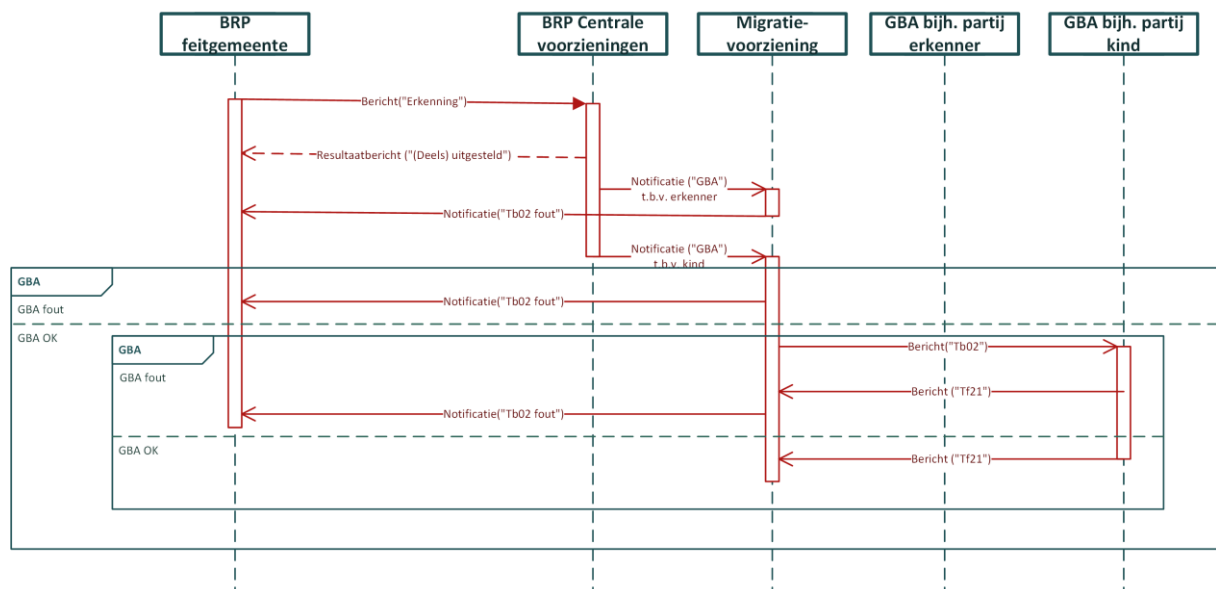 BRP
feitgemeente
BRP Centrale
voorzieningen
Migratie-
voorziening
GBA bijh. partij
erkenner
GBA bijh. partij
kind
Bericht("Erkenning")
Resultaatbericht ("(Deels) uitgesteld")
Notificatie ("GBA")
t.b.v. erkenner
Notificatie("Tb02 fout")
Notificatie ("GBA")
t.b.v. kind
GBA
GBA fout
Notificatie("Tb02 fout")
GBA OK
GBA
Bericht("Tb02")
GBA fout
Bericht ("Tf21")
Notificatie("Tb02 fout")
GBA OK
Bericht ("Tf21")